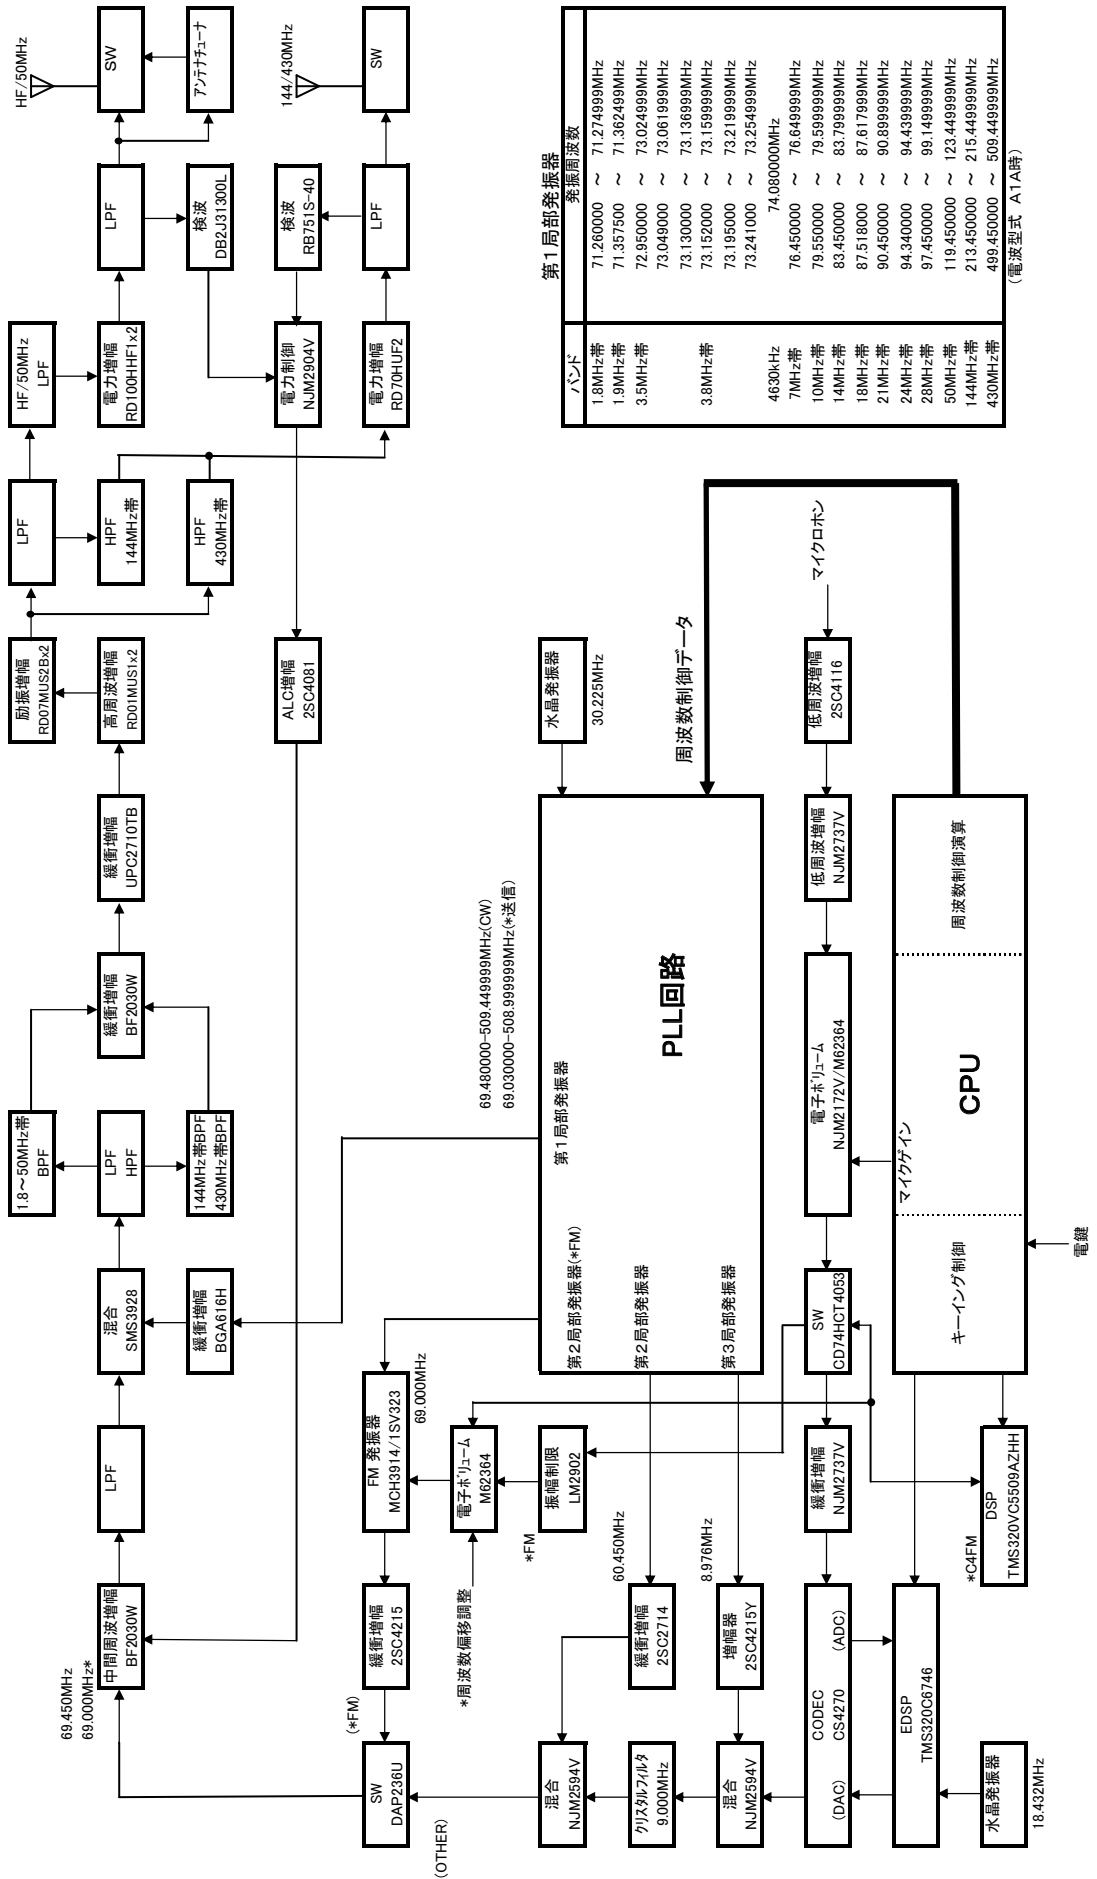 69.450MHz
69.000MHz*
中間周波増幅
BF2030W
LPF
混合
SMS3928
緩衝増幅
BGA616H
1.8～50MHz帯
BPF
LPF
HPF
144MHz帯BPF
430MHz帯BPF
緩衝増幅
BF2030W
緩衝増幅
UPC2710TB
励振増幅
RD07MUS2Bx2
高周波増幅
RD01MUS1x2
LPF
HPF
144MHz帯
HPF
430MHz帯
HF/50MHz
LPF
電力増幅
RD100HHF1x2
電力制御
NJM2904V
電力増幅
RD70HUF2
LPF
検波
DB2J31300L
検波
RB751S-40
LPF
HF/50MHz
SW
アンテナチューナ
144/430MHz
SW
ALC増幅
2SC4081
(*FM)
SW
DAP236U
(OTHER)
緩衝増幅
2SC4215
FM 発振器
MCH3914/1SV323
69.000MHz
*周波数偏移調整
電子ボリューム
M62364
*FM
振幅制限
LM2902
混合
NJM2594V
クリスタルフィルタ
9.000MHz
混合
NJM2594V
60.450MHz
緩衝増幅
2SC2714
8.976MHz
増幅器
2SC4215Y
69.480000-509.449999MHz(CW)
69.030000-508.999999MHz(*送信)
第1局部発振器
第2局部発振器(*FM)
第2局部発振器
第3局部発振器
PLL回路
水晶発振器
30.225MHz
周波数制御データ
CODEC
CS4270
(DAC)
(ADC)
緩衝増幅
NJM2737V
SW
CD74HCT4053
電子ボリューム
NJM2172V/M62364
低周波増幅
NJM2737V
低周波増幅
2SC4116
マイクロホン
EDSP
TMS320C6746
水晶発振器
18.432MHz
*C4FM
DSP
TMS320VC5509AZHH
マイクゲイン
キーイング制御
CPU
周波数制御演算
電鍵
第1局部発振器
バンド 発振周波数
1.8MHz帯 71.260000 ～ 71.274999MHz
1.9MHz帯 71.357500 ～ 71.362499MHz
3.5MHz帯 72.950000 ～ 73.024999MHz
73.049000 ～ 73.061999MHz
73.130000 ～ 73.136999MHz
3.8MHz帯 73.152000 ～ 73.159999MHz
73.195000 ～ 73.219999MHz
73.241000 ～ 73.254999MHz
4630kHz 74.080000MHz
7MHz帯 76.450000 ～ 76.649999MHz
10MHz帯 79.550000 ～ 79.599999MHz
14MHz帯 83.450000 ～ 83.799999MHz
18MHz帯 87.518000 ～ 87.617999MHz
21MHz帯 90.450000 ～ 90.899999MHz
24MHz帯 94.340000 ～ 94.439999MHz
28MHz帯 97.450000 ～ 99.149999MHz
50MHz帯 119.450000 ～ 123.449999MHz
144MHz帯 213.450000 ～ 215.449999MHz
430MHz帯 499.450000 ～ 509.449999MHz
(電波型式 A1A時)